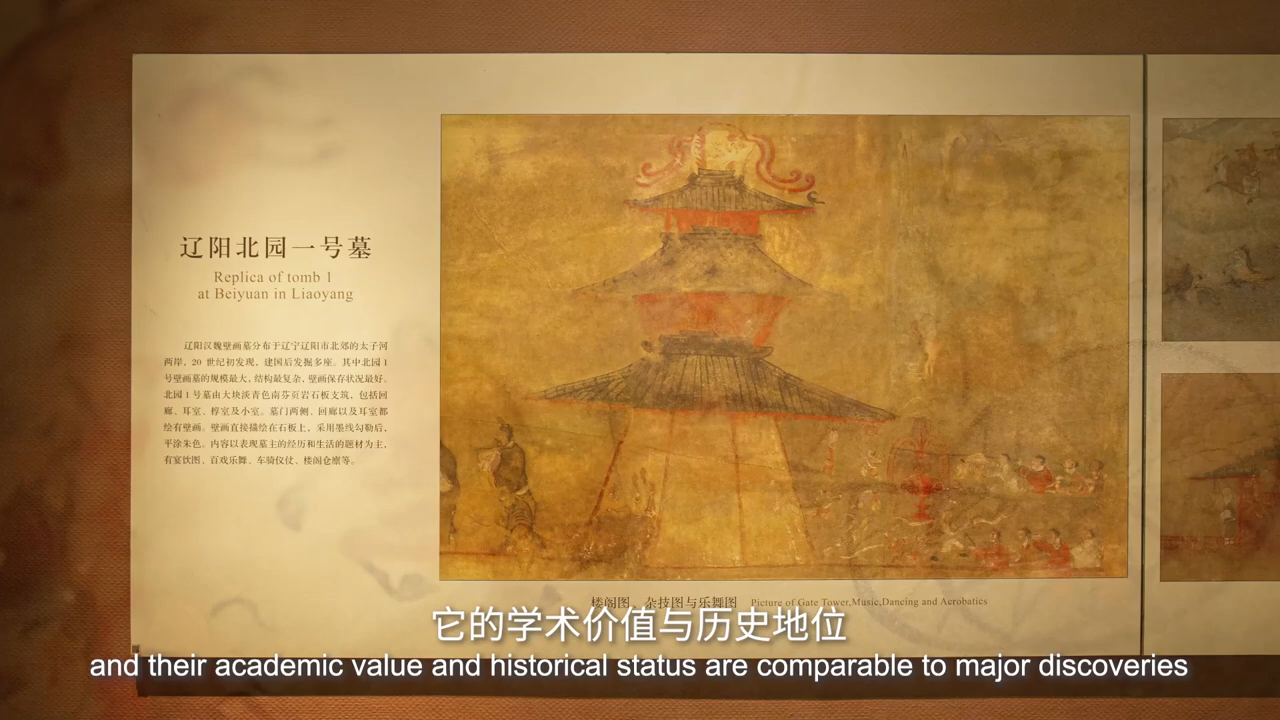 辽阳北园一号墓
Replica of tomb 1
at Beiyuan in Liaoyang
辽阳汉魏壁画墓分布于辽宁辽阳市北郊的太子河
两岸，20 世纪初发现，建国后发掘多座。其中北园 1
号壁画墓的规模最大，结构最复杂，壁画保存状况最好。
北园 1 号墓由大块淡青色南芬页岩石板支筑，包括回
廊、耳室、椁室及小室。墓门两侧、回廊以及耳室都
绘有壁画。壁画直接描绘在石板上，采用墨线勾勒后，
平涂朱色。内容以表现墓主的经历和生活的题材为主，
有宴饮图、百戏乐舞、车骑仪仗、楼阁仓廪等。
楼阁图、杂技图与乐舞图 Picture of Gate Tower,Music,Dancing and Acrobatics
它的学术价值与历史地位
and their academic value and historical status are comparable to major discoveries